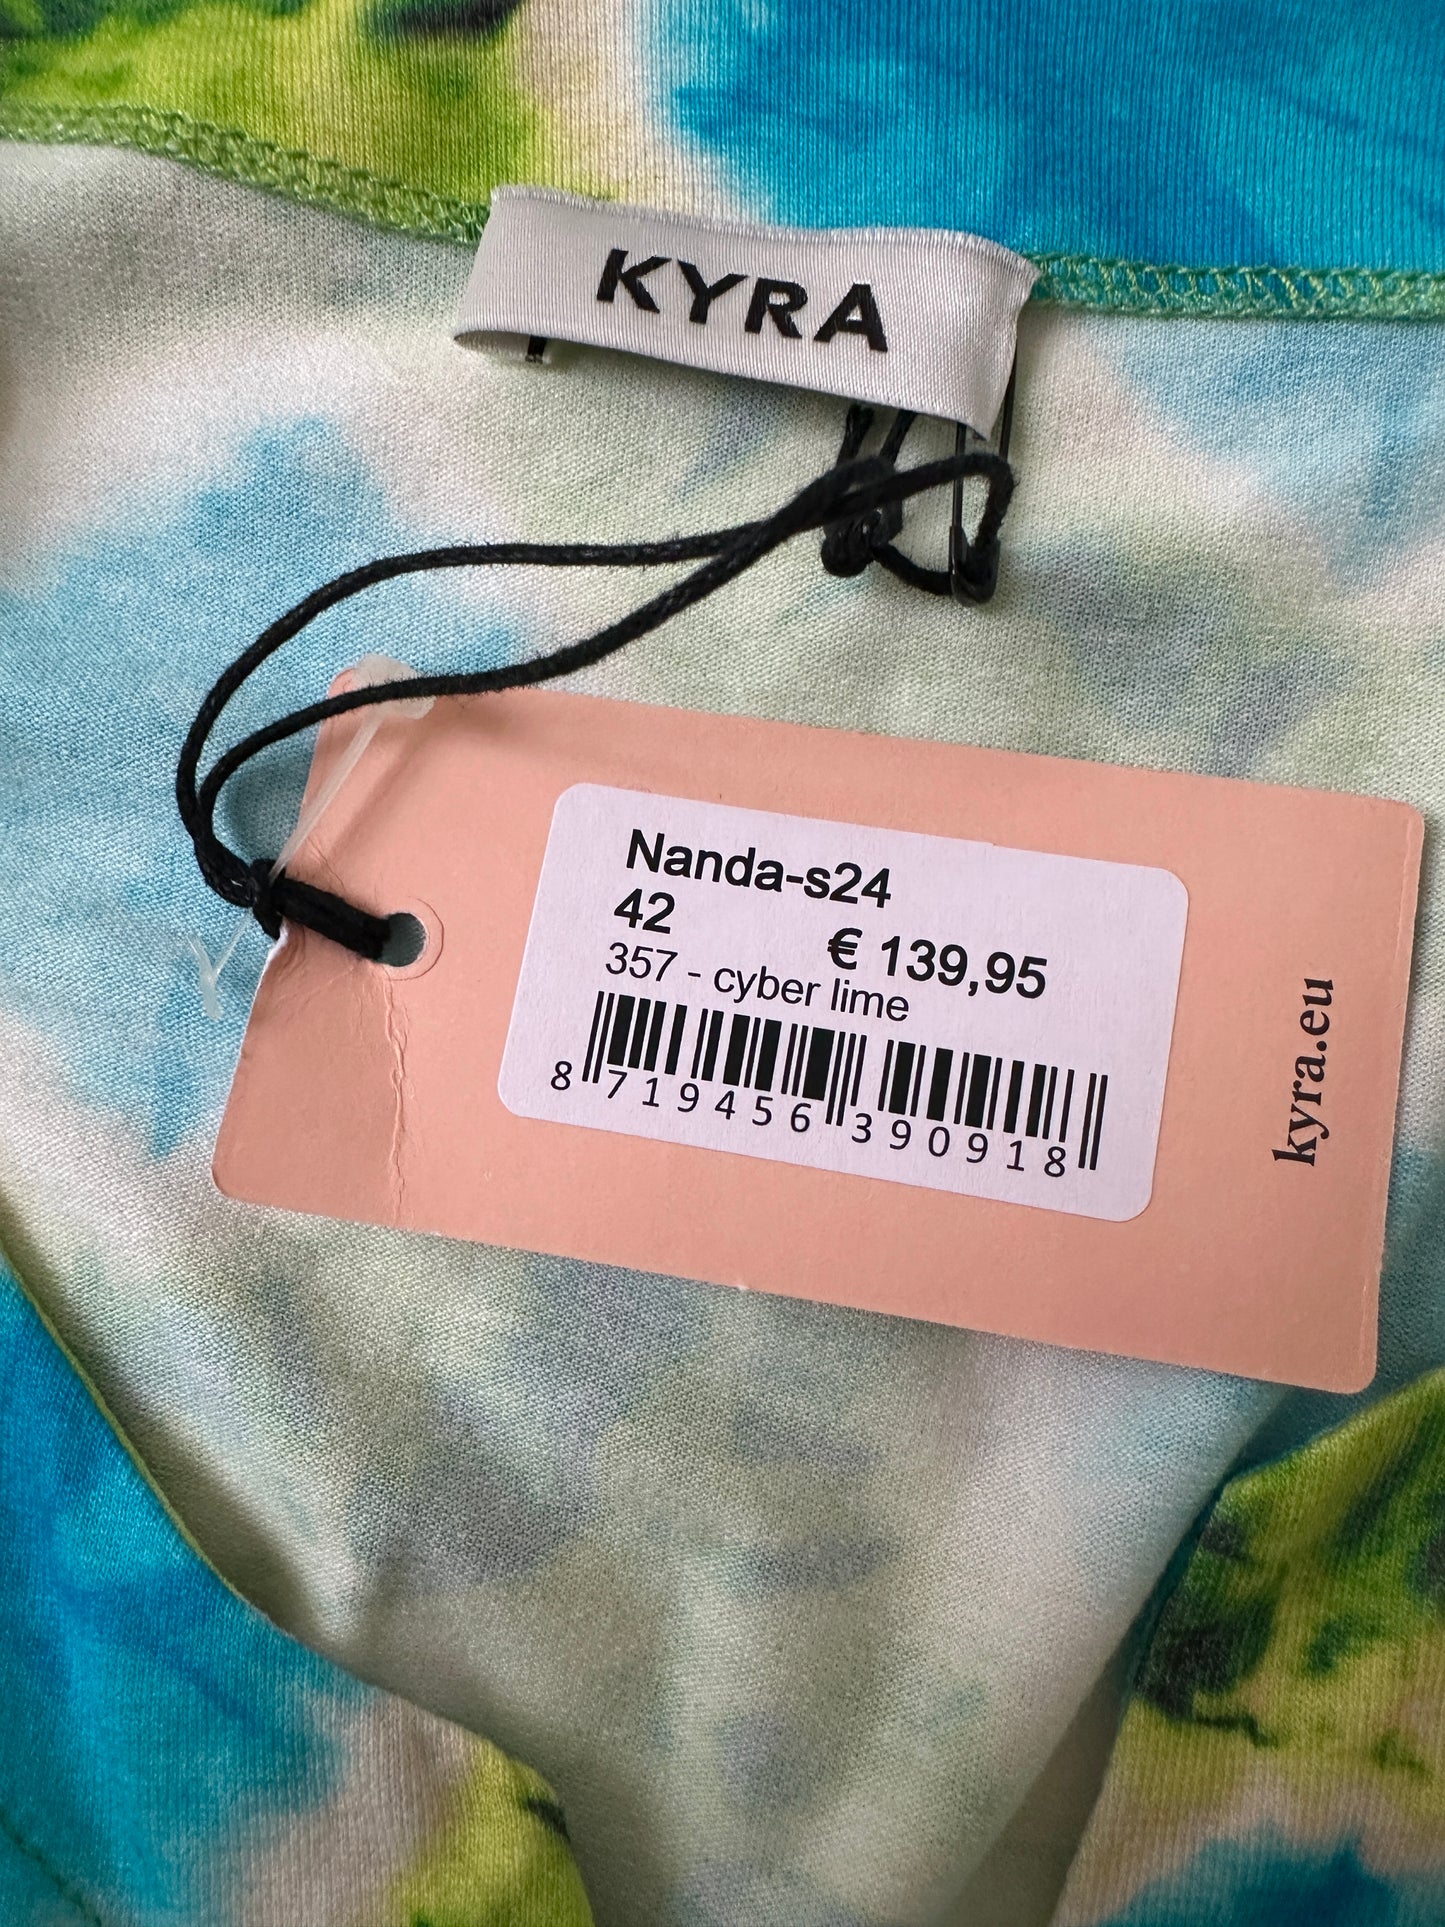 KYRA
Nanda-s24
42
€ 139,95
357 - cyber lime
8 719456 390918
kyra.eu